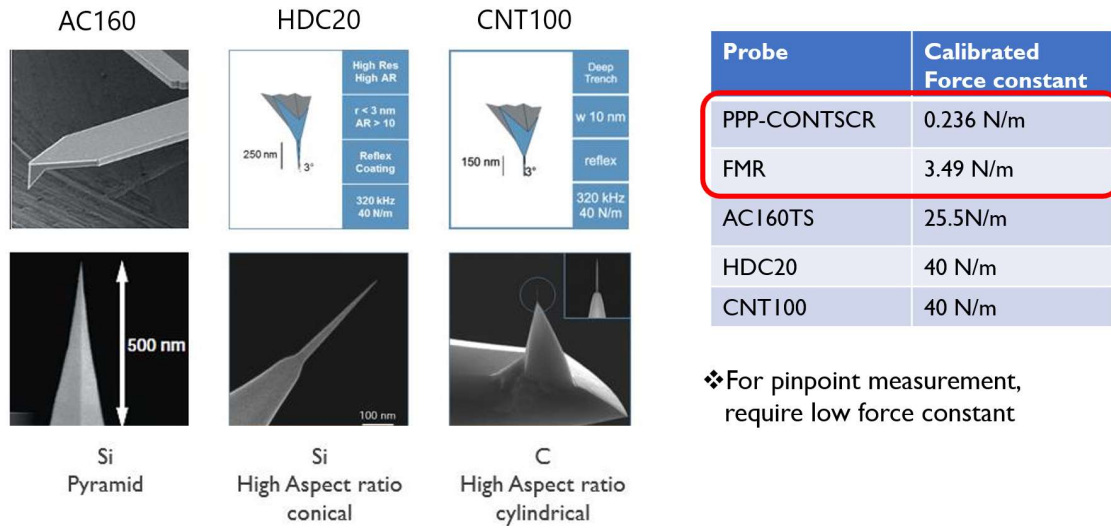 AC160
HDC20
CNT100
High Res
High AR
r < 3 nm
AR > 10
Reflex
Coating
320 kHz
40 N/m
250 nm
3°
Deep
Trench
w 10 nm
reflex
320 kHz
40 N/m
150 nm
3°
500 nm
100 nm
Si
Pyramid
Si
High Aspect ratio
conical
C
High Aspect ratio
cylindrical
Probe Calibrated
Force constant
PPP-CONTSCR 0.236 N/m
FMR 3.49 N/m
AC160TS 25.5N/m
HDC20 40 N/m
CNT100 40 N/m
❖For pinpoint measurement,
require low force constant